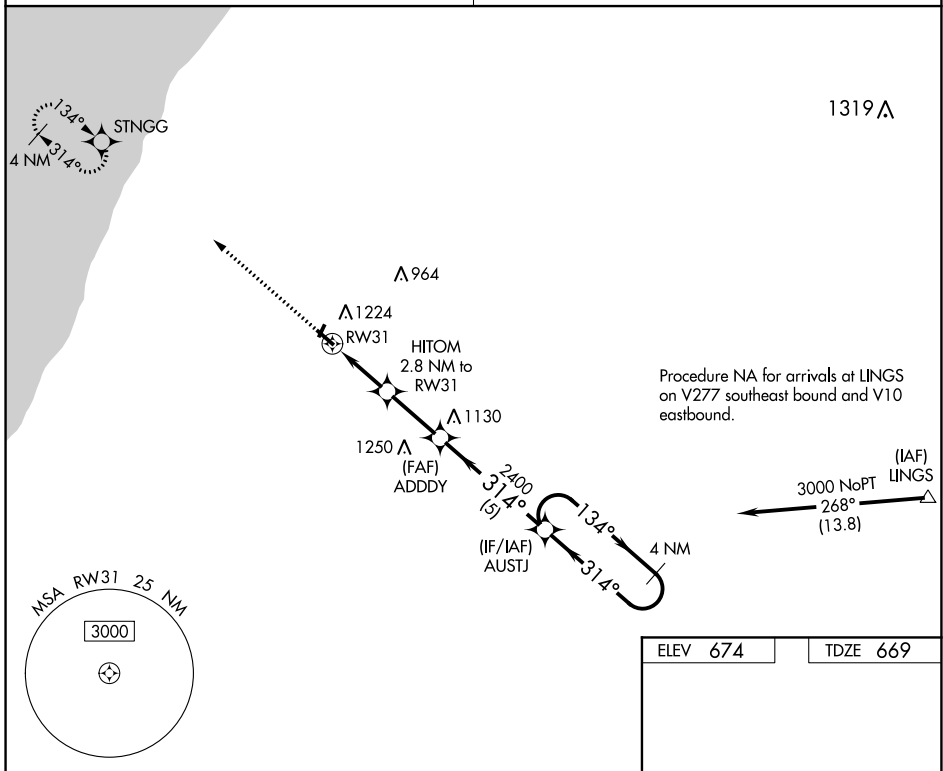 134°
STNGG
4 NM
314°
1319
964
1224
RW31
HITOM
2.8 NM to
RW31
Procedure NA for arrivals at LINGS
on V277 southeast bound and V10
eastbound.
1130
1250
(FAF)
ADDDY
(IAF)
LINGS
3000 NoPT
268°
(13.8)
2400
314°
(5)
134°
4 NM
(IF/IAF)
AUSTJ
314°
MSA RW31 25 NM
3000
ELEV 674
TDZE 669